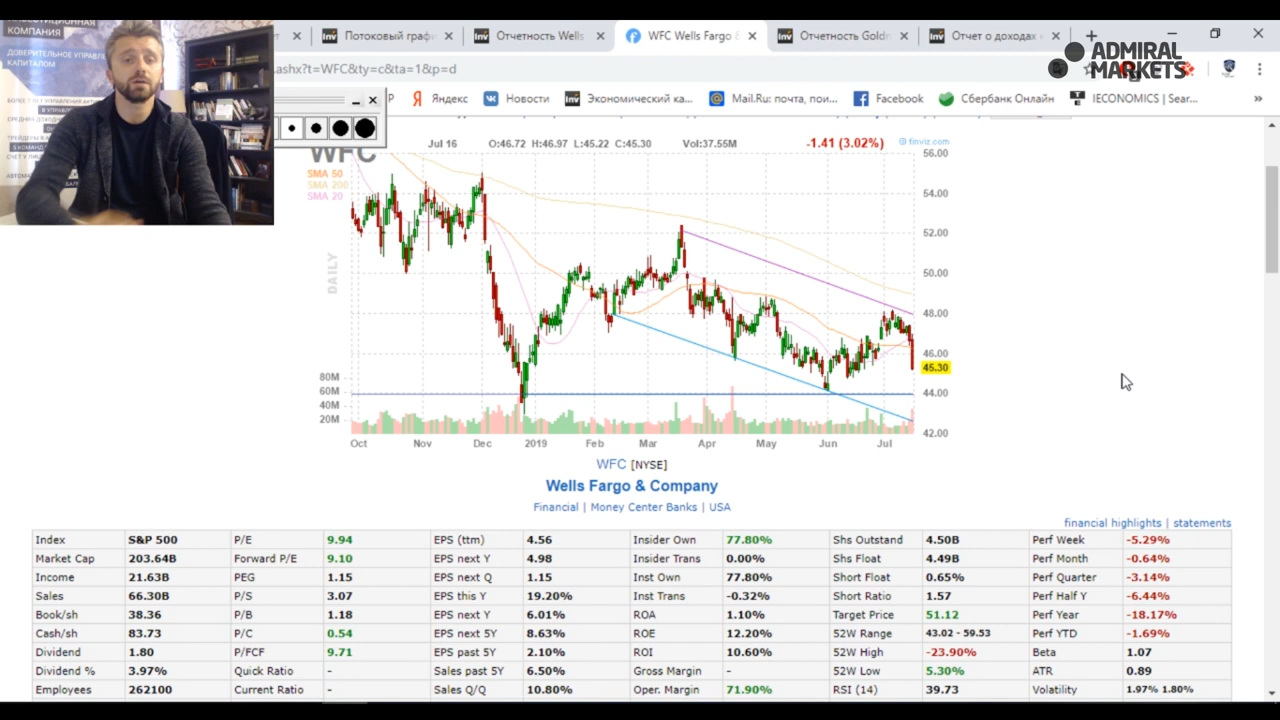 ИНВЕСТИЦИОННАЯ
КОМПАНИЯ
ДОВЕРИТЕЛЬНОЕ УПРАВЛ
КАПИТАЛОМ
Потоковый граф
Отчетность Wells
WFC Wells Fargo &
Отчетность Goldn
Отчет о доходах
ADMIRAL
MARKETS
.ashx?t=WFC&ty=c&ta=1&p=d
Яндекс
Новости
Экономический ка...
Mail.Ru: почта, пои...
Facebook
Сбербанк Онлайн
IECONOMICS | Sear...
WFC
Jul 16 O:46.72 H:46.97 L:45.22 C:45.30 Vol:37.55M -1.41 (3.02%)
finviz.com
SMA 50
SMA 200
SMA 20
DAILY
56.00
54.00
52.00
50.00
48.00
46.00
45.30
44.00
42.00
80M
60M
40M
20M
Oct Nov Dec 2019 Feb Mar Apr May Jun Jul
WFC [NYSE]
Wells Fargo & Company
Financial | Money Center Banks | USA
financial highlights | statements
Index S&P 500 P/E 9.94 EPS (ttm) 4.56 Insider Own 77.80% Shs Outstand 4.50B Perf Week -5.29%
Market Cap 203.64B Forward P/E 9.10 EPS next Y 4.98 Insider Trans 0.00% Shs Float 4.49B Perf Month -0.64%
Income 21.63B PEG 1.15 EPS next Q 1.15 Inst Own 77.80% Short Float 0.65% Perf Quarter -3.14%
Sales 66.30B P/S 3.07 EPS this Y 19.20% Inst Trans -0.32% Short Ratio 1.57 Perf Half Y -6.44%
Book/sh 38.36 P/B 1.18 EPS next Y 6.01% ROA 1.10% Target Price 51.12 Perf Year -18.17%
Cash/sh 83.73 P/C 0.54 EPS next 5Y 8.63% ROE 12.20% 52W Range 43.02 - 59.53 Perf YTD -1.69%
Dividend 1.80 P/FCF 9.71 EPS past 5Y 2.10% ROI 10.60% 52W High -23.90% Beta 1.07
Dividend % 3.97% Quick Ratio - Sales past 5Y 6.50% Gross Margin - 52W Low 5.30% ATR 0.89
Employees 262100 Current Ratio - Sales Q/Q 10.80% Oper. Margin 71.90% RSI (14) 39.73 Volatility 1.97% 1.80%